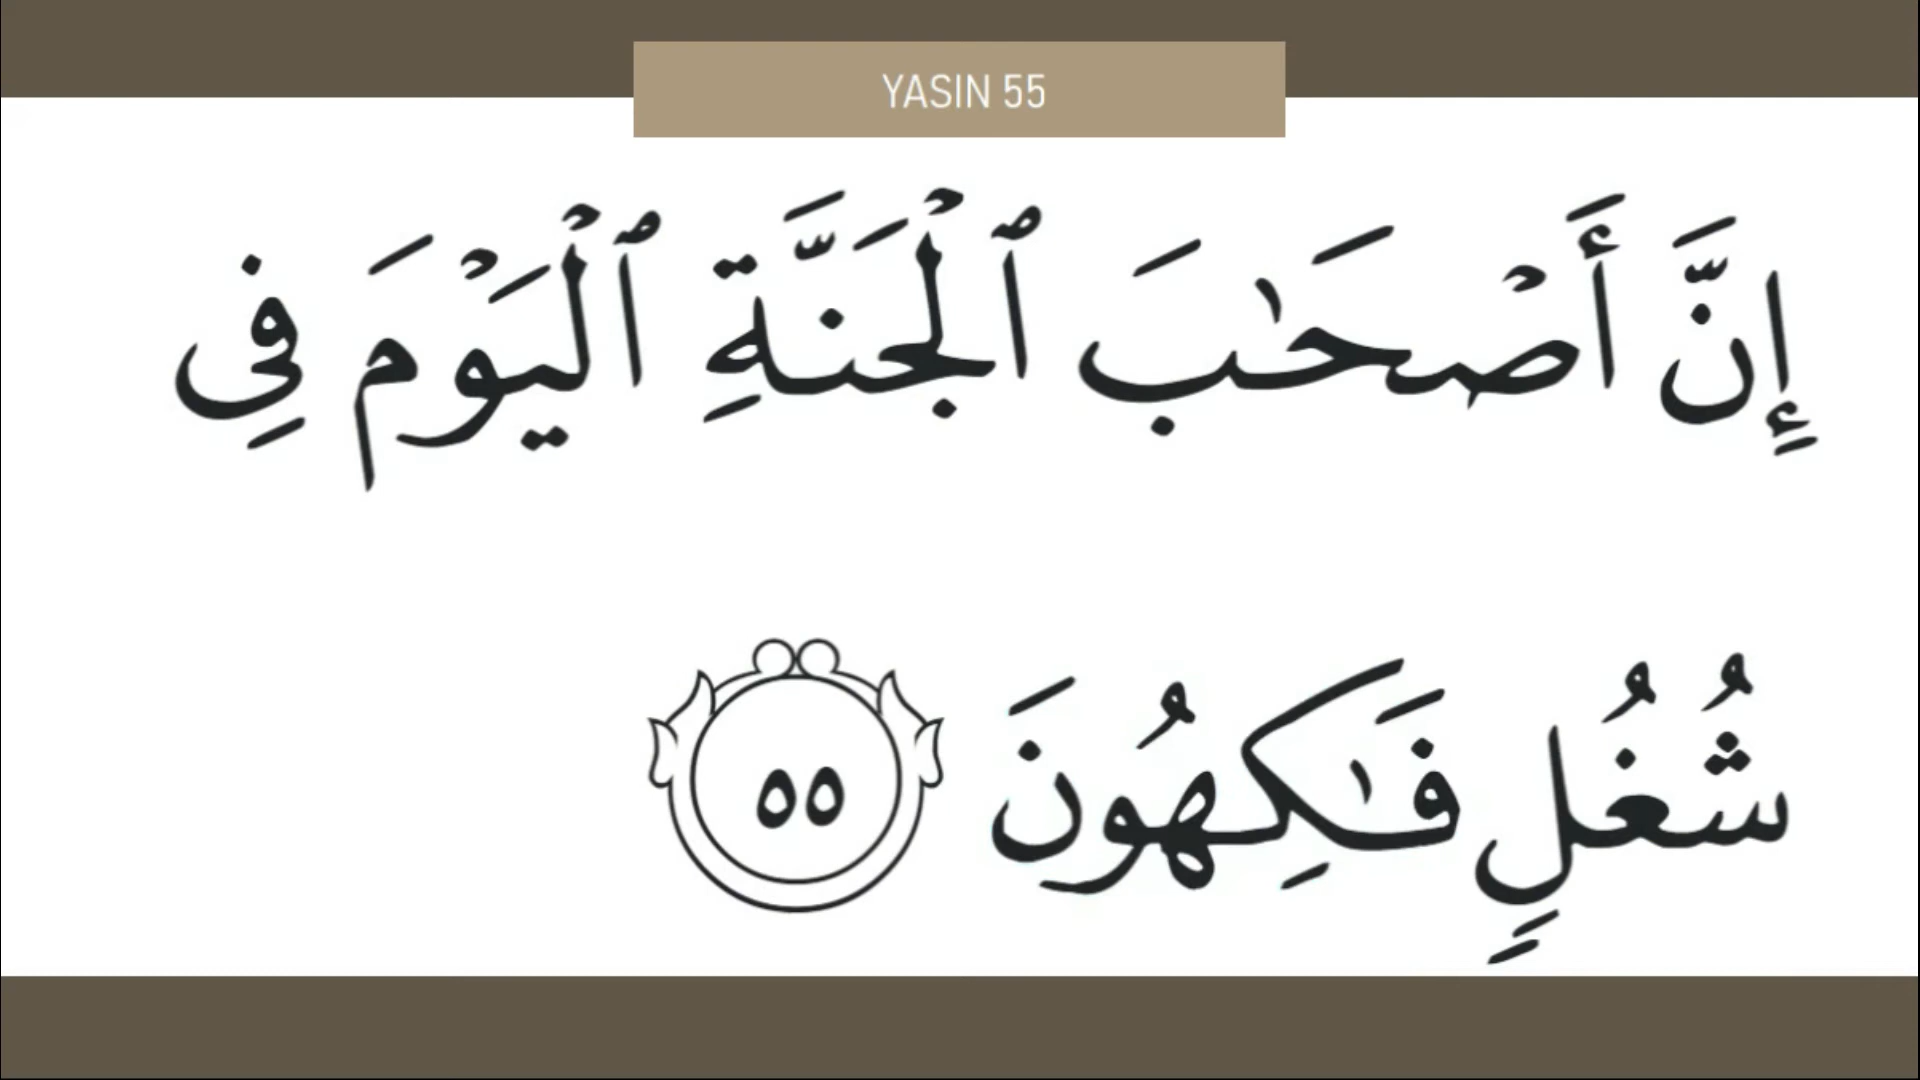 YASIN 55
إِنَّ أَصْحَـٰبَ ٱلْجَنَّةِ ٱلْيَوْمَ فِى
شُغُلٍ فَـٰكِهُونَ ٥٥